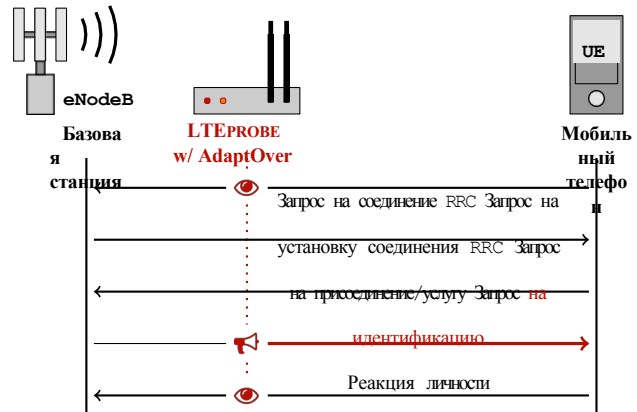 UE
eNodeB
Базова
я
станция
LTEPROBE
w/ AdaptOver
Мобиль
ный
телефо
н
Запрос на соединение RRC Запрос на
установку соединения RRC Запрос
на присоединение/услугу Запрос на
идентификацию
Реакция личности